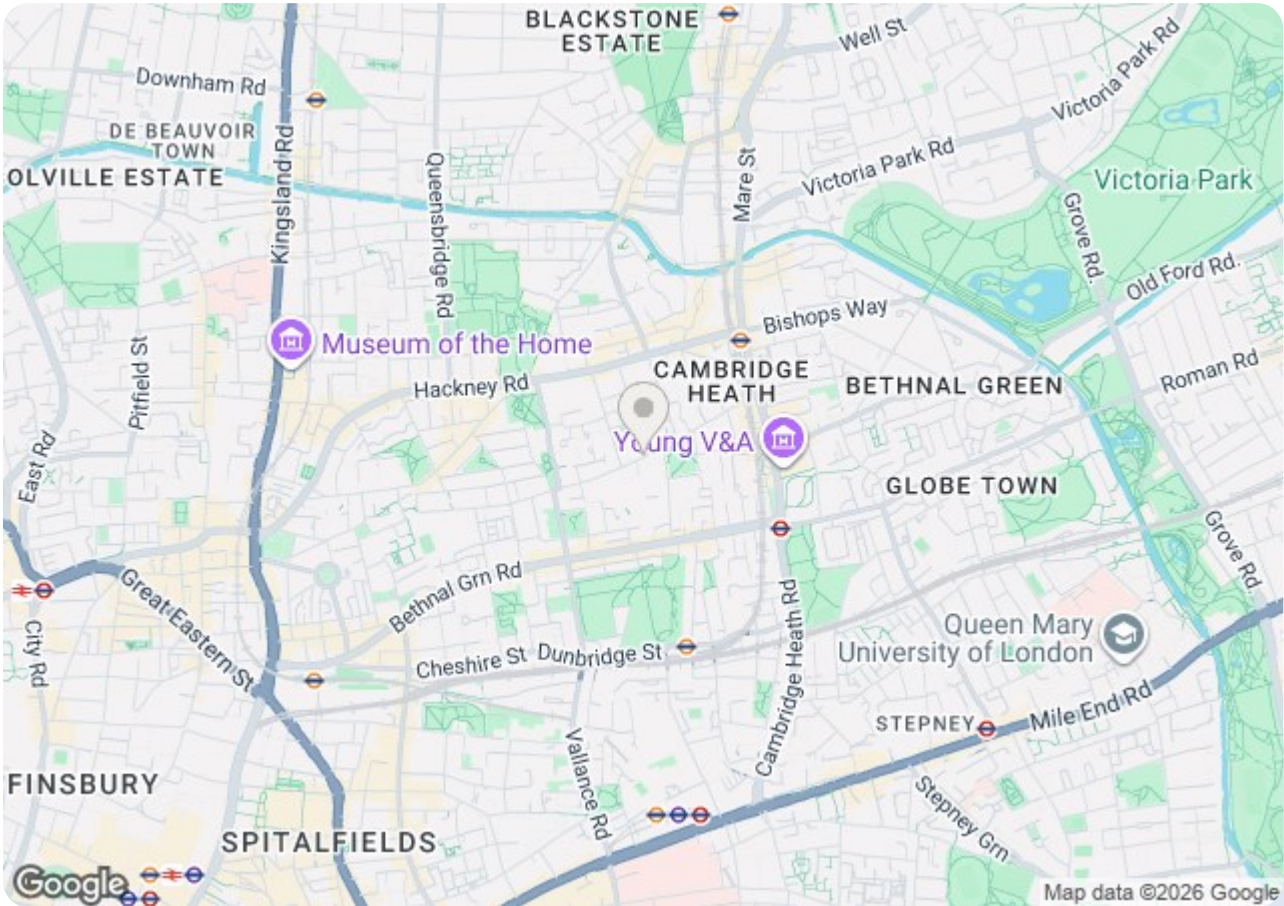 BLACKSTONE
ESTATE
Well St
Victoria Park Rd
Downham Rd
DE BEAUVOIR
TOWN
OLVILLE ESTATE
Kingsland Rd
Queensbridge Rd
Mare St
Victoria Park Rd
Victoria Park
Grove Rd.
Old Ford Rd.
Bishops Way
Museum of the Home
Pitfield St
Hackney Rd
CAMBRIDGE
HEATH
BETHNAL GREEN
Roman Rd
Young V&A
East Rd
GLOBE TOWN
Grove Rd.
Great Eastern St
Bethnal Grn Rd
City Rd
Cheshire St
Dunbridge St
Cambridge Heath Rd
Queen Mary
University of London
STEPNEY
Mile End Rd
Vallance Rd
Stepney Grn
FINSBURY
SPITALFIELDS
Google
Map data ©2026 Google